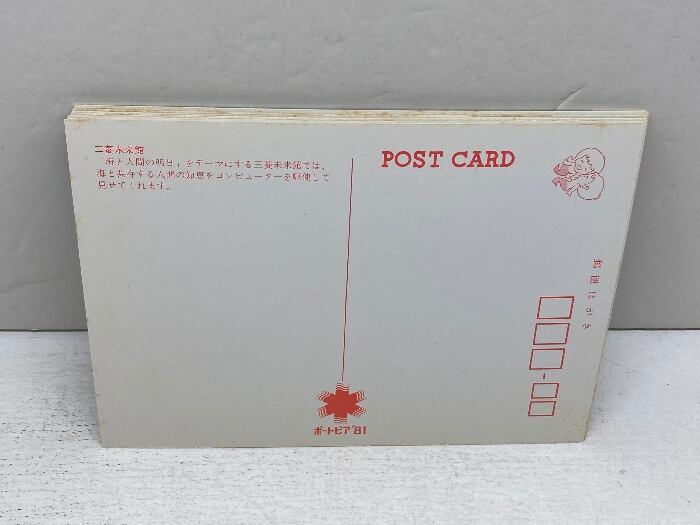 三菱未来館
「海と人間の明日」をテーマにする三菱未来館では、
海と共存する人間の知恵をコンピューターを駆使して
見せてくれます。
POST CARD
郵便はがき
ポートピア'81